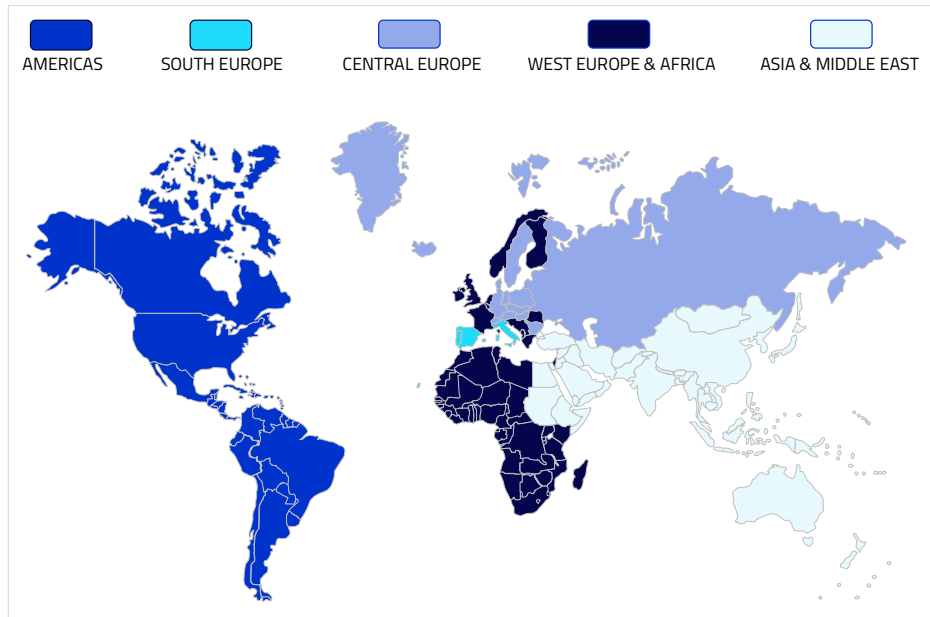 AMERICAS
SOUTH EUROPE
CENTRAL EUROPE
WEST EUROPE & AFRICA
ASIA & MIDDLE EAST